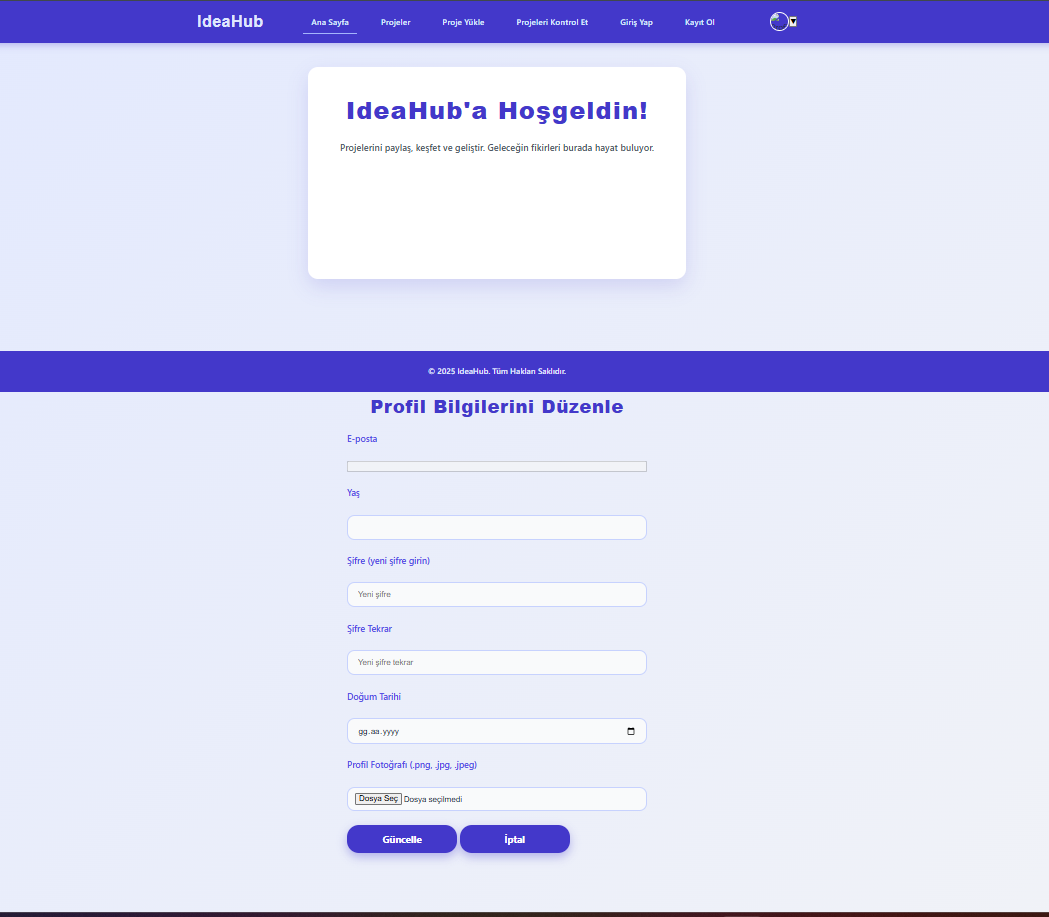 IdeaHub
Ana Sayfa Projeler Proje Yükle Projeleri Kontrol Et Giriş Yap Kayıt Ol
IdeaHub'a Hoşgeldin!
Projelerini paylaş, keşfet ve geliştir. Geleceğin fikirleri burada hayat buluyor.
© 2025 IdeaHub. Tüm Hakları Saklıdır.
Profil Bilgilerini Düzenle
E-posta
Yaş
Şifre (yeni şifre girin)
Yeni şifre
Şifre Tekrar
Yeni şifre tekrar
Doğum Tarihi
gg.aa.yyyy
Profil Fotoğrafı (.png, .jpg, .jpeg)
Dosya Seç Dosya seçilmedi
Güncelle İptal